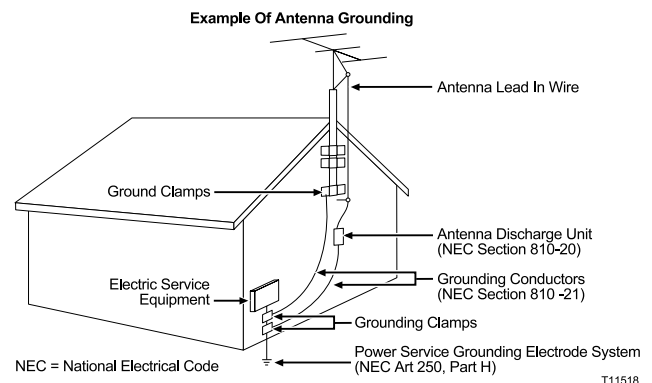 Example Of Antenna Grounding
Antenna Lead In Wire
Ground Clamps
Antenna Discharge Unit
(NEC Section 810-20)
Electric Service
Equipment
Grounding Conductors
(NEC Section 810 -21)
Grounding Clamps
Power Service Grounding Electrode System
(NEC Art 250, Part H)
NEC = National Electrical Code
T11518